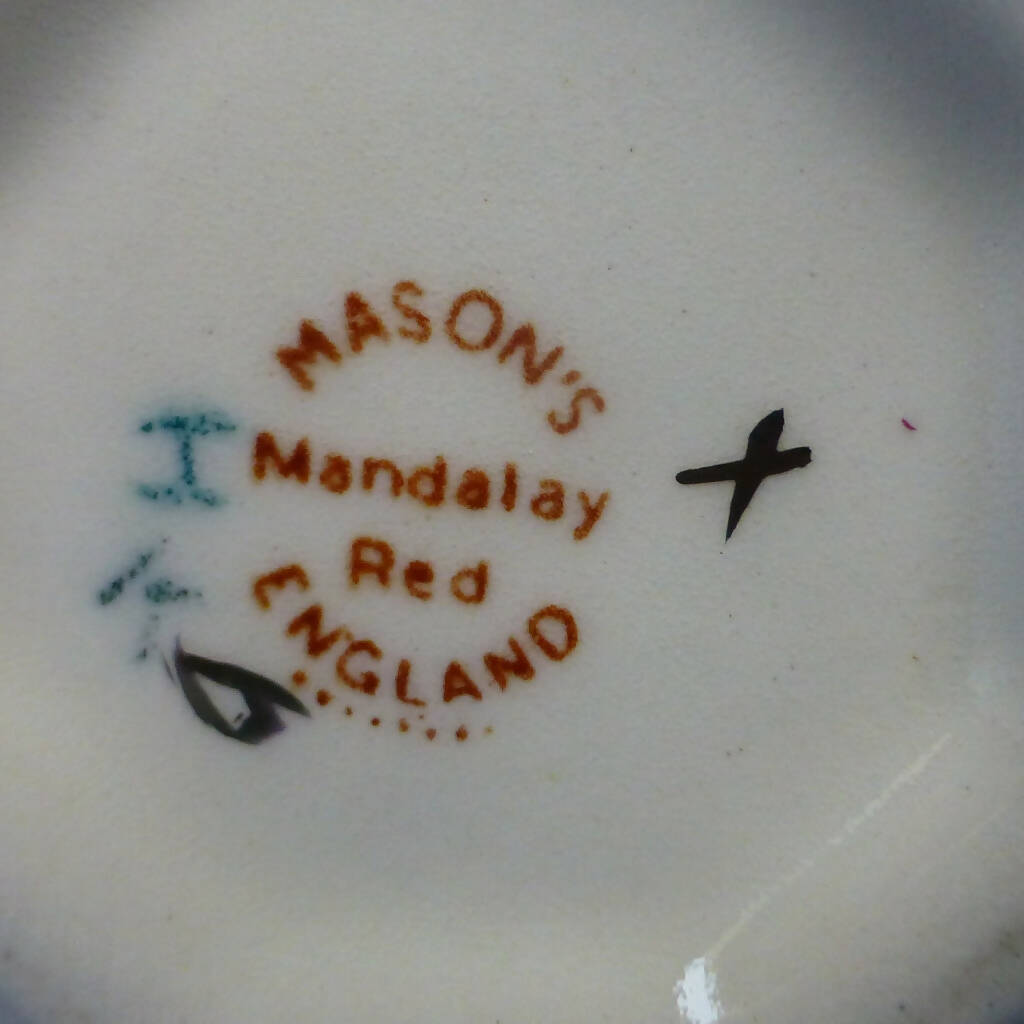 MASON'S
Mandalay
Red
ENGLAND
I